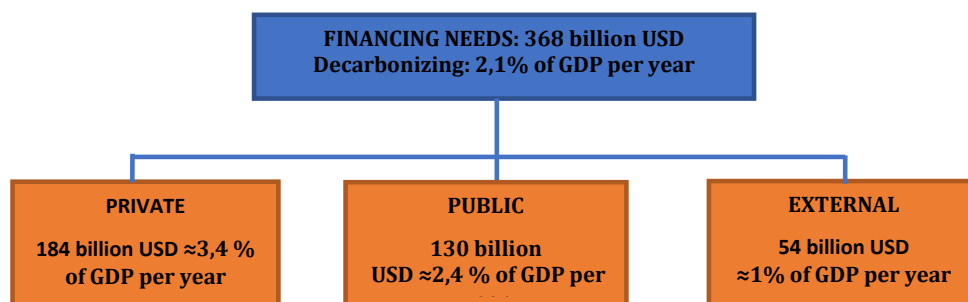 FINANCING NEEDS: 368 billion USD
Decarbonizing: 2,1% of GDP per year
PRIVATE
184 billion USD ≈3,4 %
of GDP per year
PUBLIC
130 billion
USD ≈2,4 % of GDP per
EXTERNAL
54 billion USD
≈1% of GDP per year